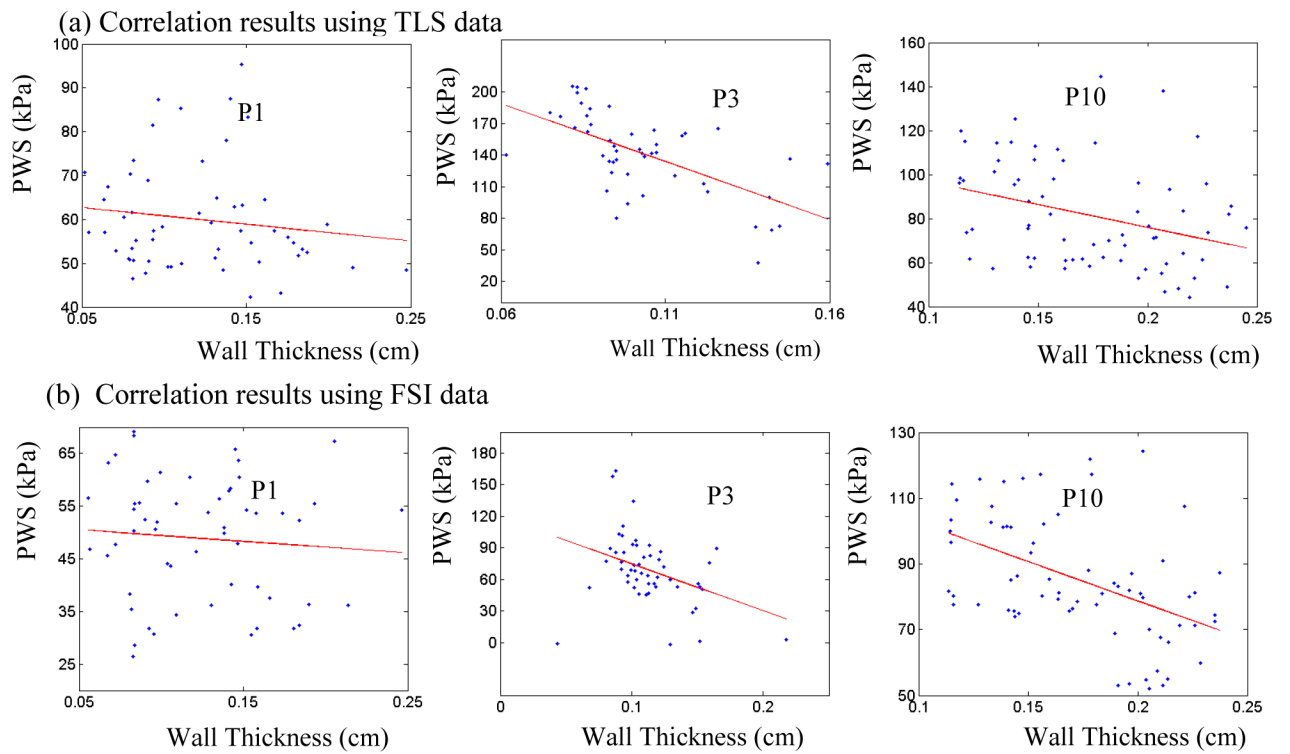 (a) Correlation results using TLS data
100
90
80
70
60
50
40
0.05
0.15
0.25
PWS (kPa)
P1
Wall Thickness (cm)
200
170
140
110
80
50
20
0
0.06
0.11
0.16
PWS (kPa)
P3
Wall Thickness (cm)
160
140
120
100
80
60
40
0.1
0.15
0.2
0.25
PWS (kPa)
P10
Wall Thickness (cm)
(b) Correlation results using FSI data
65
55
45
35
25
0.05
0.15
0.25
PWS (kPa)
P1
Wall Thickness (cm)
180
150
120
90
60
30
0
0
0.1
0.2
PWS (kPa)
P3
Wall Thickness (cm)
130
110
90
70
50
0.1
0.15
0.2
0.25
PWS (kPa)
P10
Wall Thickness (cm)